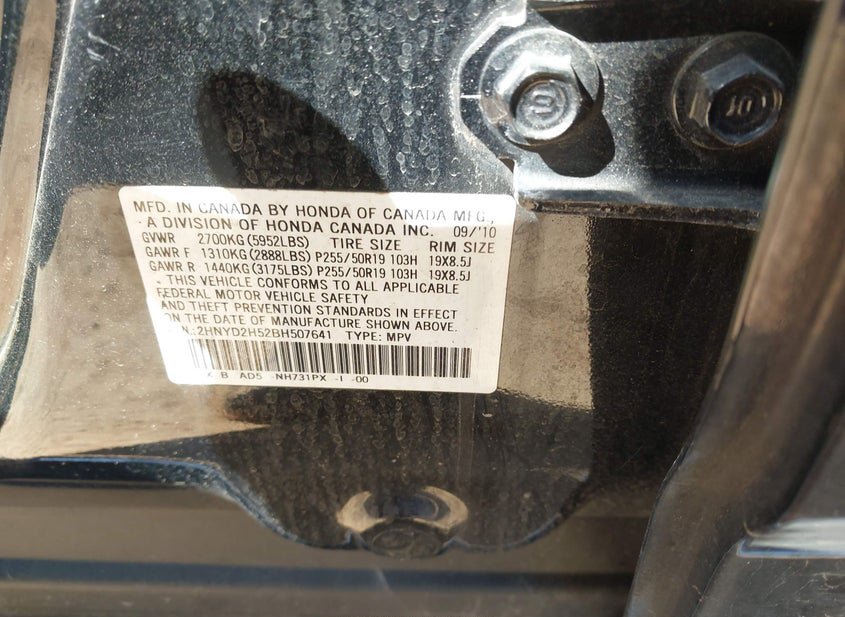 MFD. IN CANADA BY HONDA OF CANADA MFG.,
A DIVISION OF HONDA CANADA INC. 09/'10
GVWR 2700KG(5952LBS) TIRE SIZE RIM SIZE
GAWR F 1310KG(2888LBS) P255/50R19 103H 19X8.5J
GAWR R 1440KG(3175LBS) P255/50R19 103H 19X8.5J
THIS VEHICLE CONFORMS TO ALL APPLICABLE
FEDERAL MOTOR VEHICLE SAFETY
AND THEFT PREVENTION STANDARDS IN EFFECT
ON THE DATE OF MANUFACTURE SHOWN ABOVE.
.:2HNYD2H52BH507641 TYPE: MPV
B AD5 -NH731PX -I -00